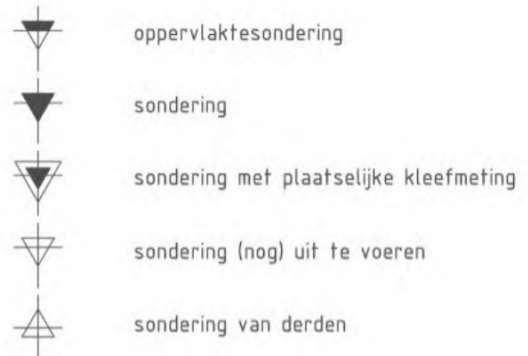 oppervlaktesondering
sondering
sondering met plaatselijke kleefmeting
sondering (nog) uit te voeren
sondering van derden